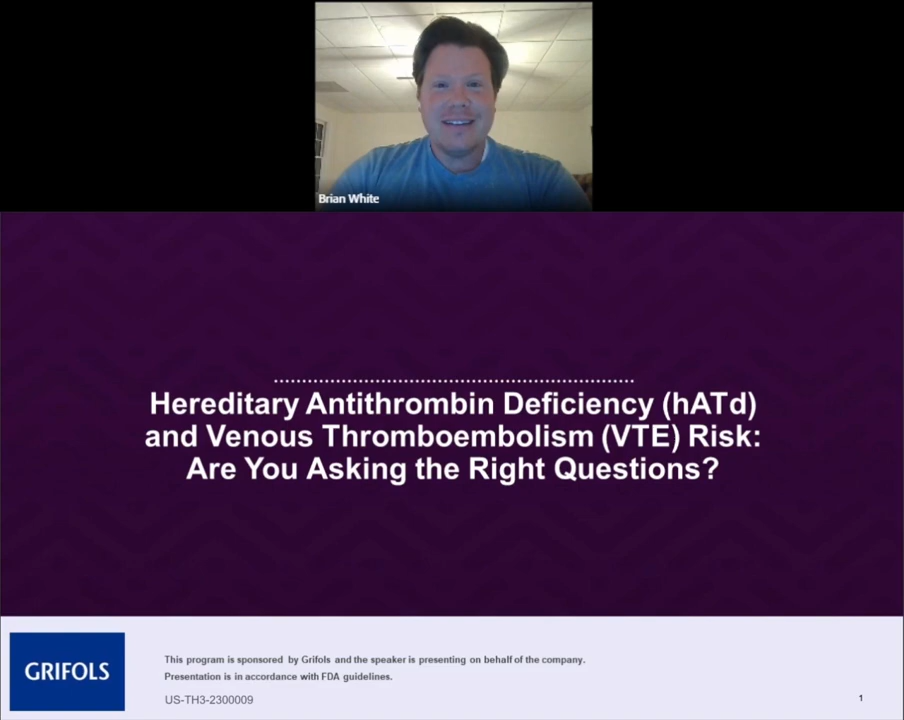 Brian White
Hereditary Antithrombin Deficiency (hATd)
and Venous Thromboembolism (VTE) Risk:
Are You Asking the Right Questions?
GRIFOLS
This program is sponsored by Grifols and the speaker is presenting on behalf of the company.
Presentation is in accordance with FDA guidelines.
US-TH3-2300009
1